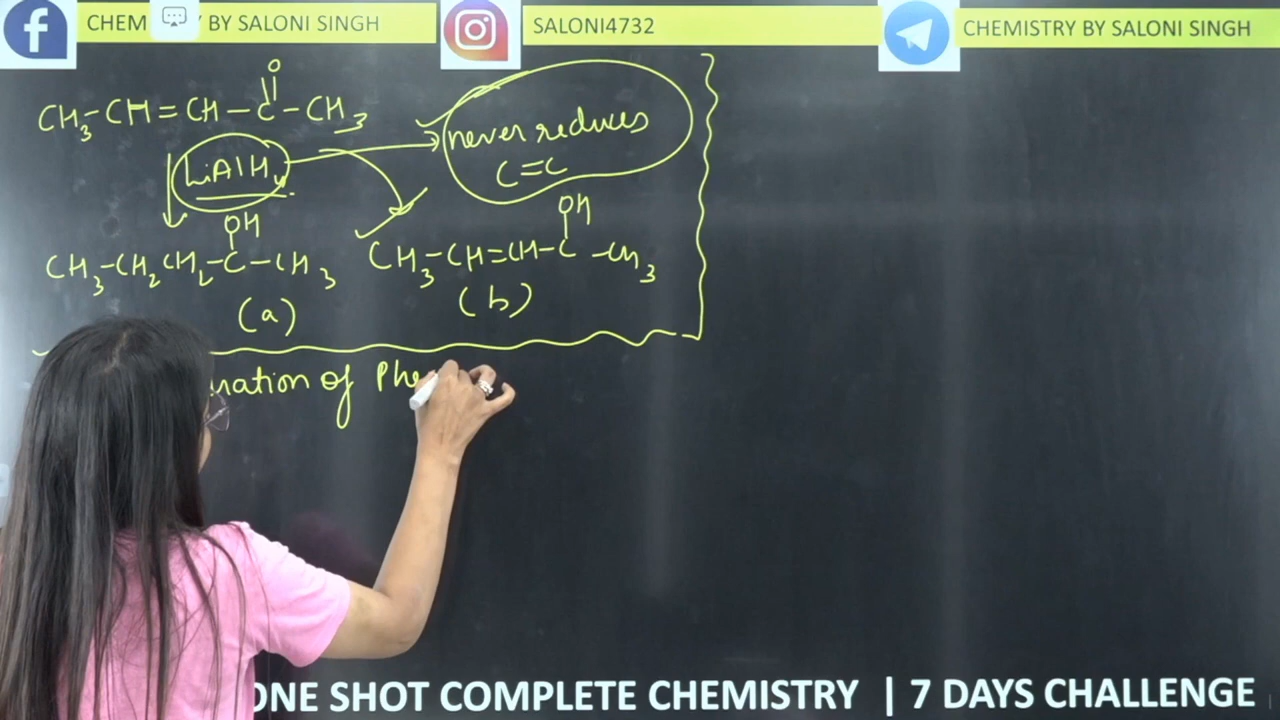 CHEM BY SALONI SINGH
SALONI4732
CHEMISTRY BY SALONI SINGH
O
CH3-CH=CH-C-CH3
LiAlH4
never reduces
C=C
OH
CH3-CH2CH2-C-CH3
(a)
OH
CH3-CH=CH-C-CH3
(b)
of Phe
ONE SHOT COMPLETE CHEMISTRY | 7 DAYS CHALLENGE